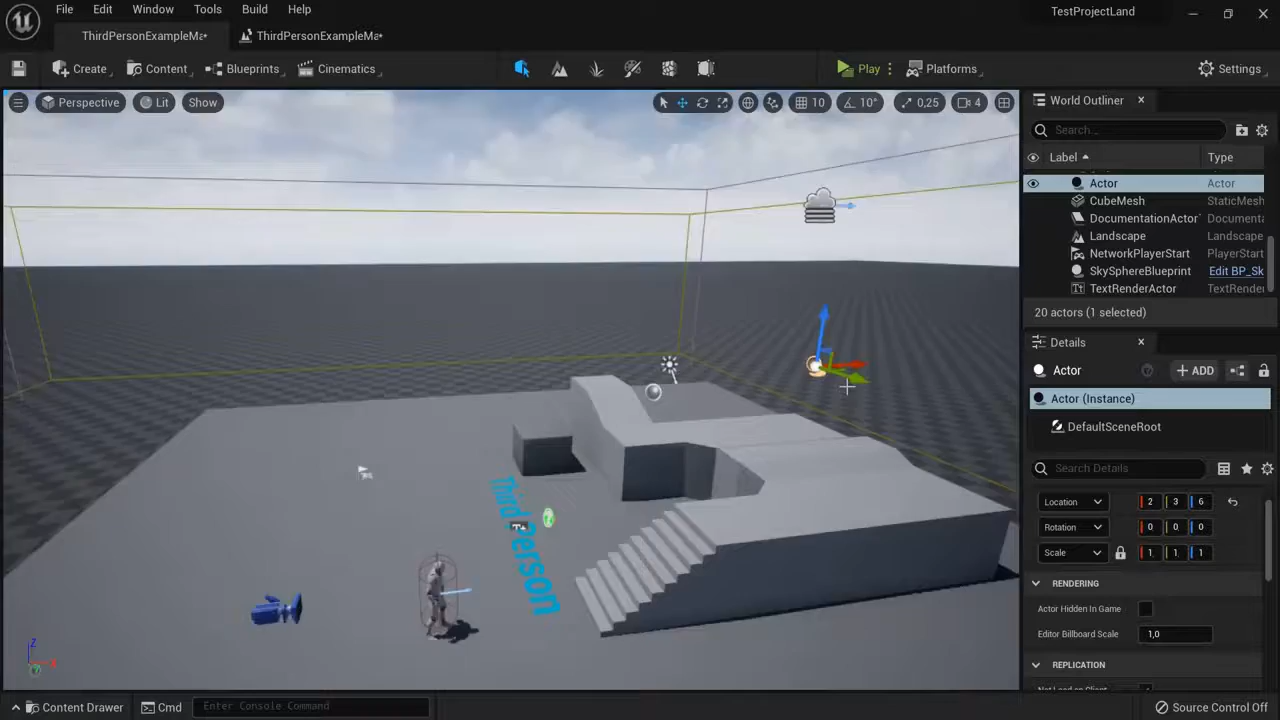 File Edit Window Tools Build Help
TestProjectLand
ThirdPersonExampleMa•
ThirdPersonExampleMa•
Create
Content
Blueprints
Cinematics
Play
Platforms
Settings
Perspective
Lit
Show
10
10°
0,25
4
World Outliner
Search...
Label
Type
Actor Actor
CubeMesh StaticMesh
DocumentationActor Documenta
Landscape Landscape
NetworkPlayerStart PlayerStart
SkySphereBlueprint Edit BP_Sk
TextRenderActor TextRender
20 actors (1 selected)
Details
Actor
+ ADD
Actor (Instance)
DefaultSceneRoot
Search Details
Location 2 3 6
Rotation 0 0 0
Scale 1 1 1
RENDERING
Actor Hidden In Game
Editor Billboard Scale 1,0
REPLICATION
Third Person
Z
X
Content Drawer
Cmd
Enter Console Command
Source Control Off